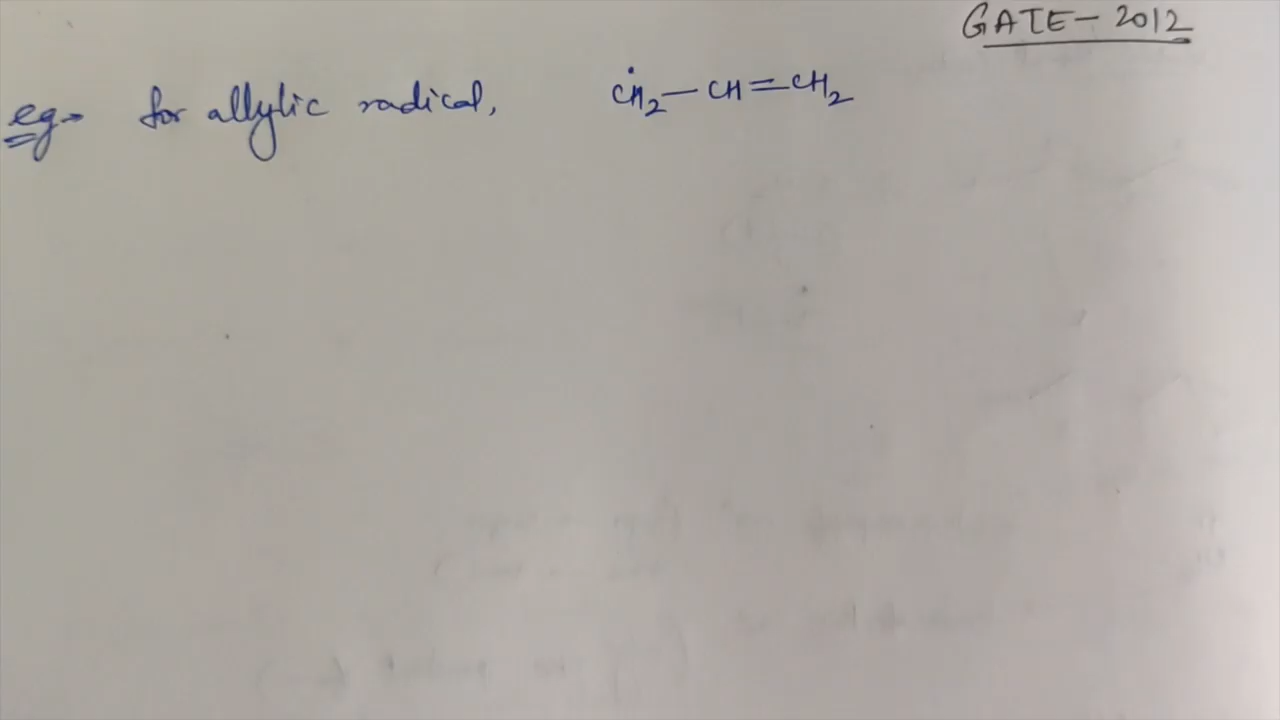 GATE-2012
eg→ for allylic radical, ĊH₂-CH=CH₂